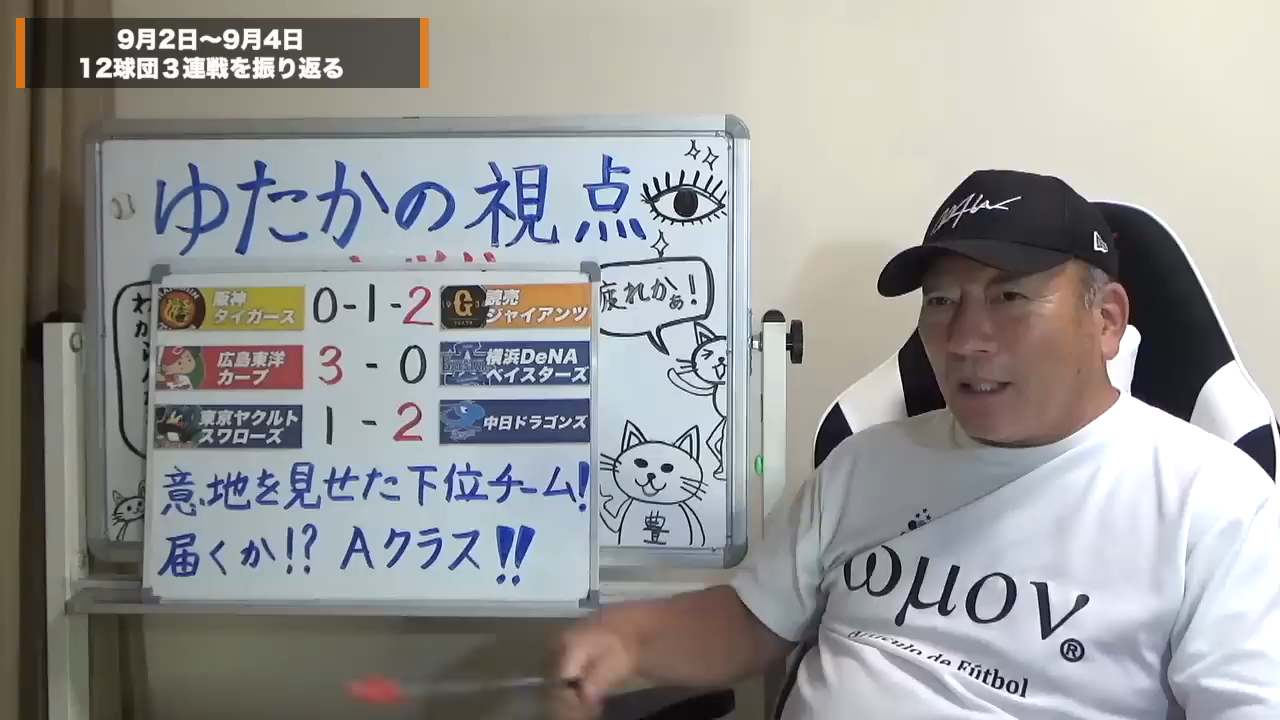 9月2日〜9月4日
12球団3連戦を振り返る
ゆたかの視点
疲れかぁ!
わか
阪神
タイガース
0-1-2
G
読売
ジャイアンツ
広島東洋
カープ
3-0
横浜DeNA
ベイスターズ
東京ヤクルト
スワローズ
1-2
中日ドラゴンズ
意地を見せた下位チーム!
届くか!? Aクラス!!
豊
ωμον®
de Fútbol